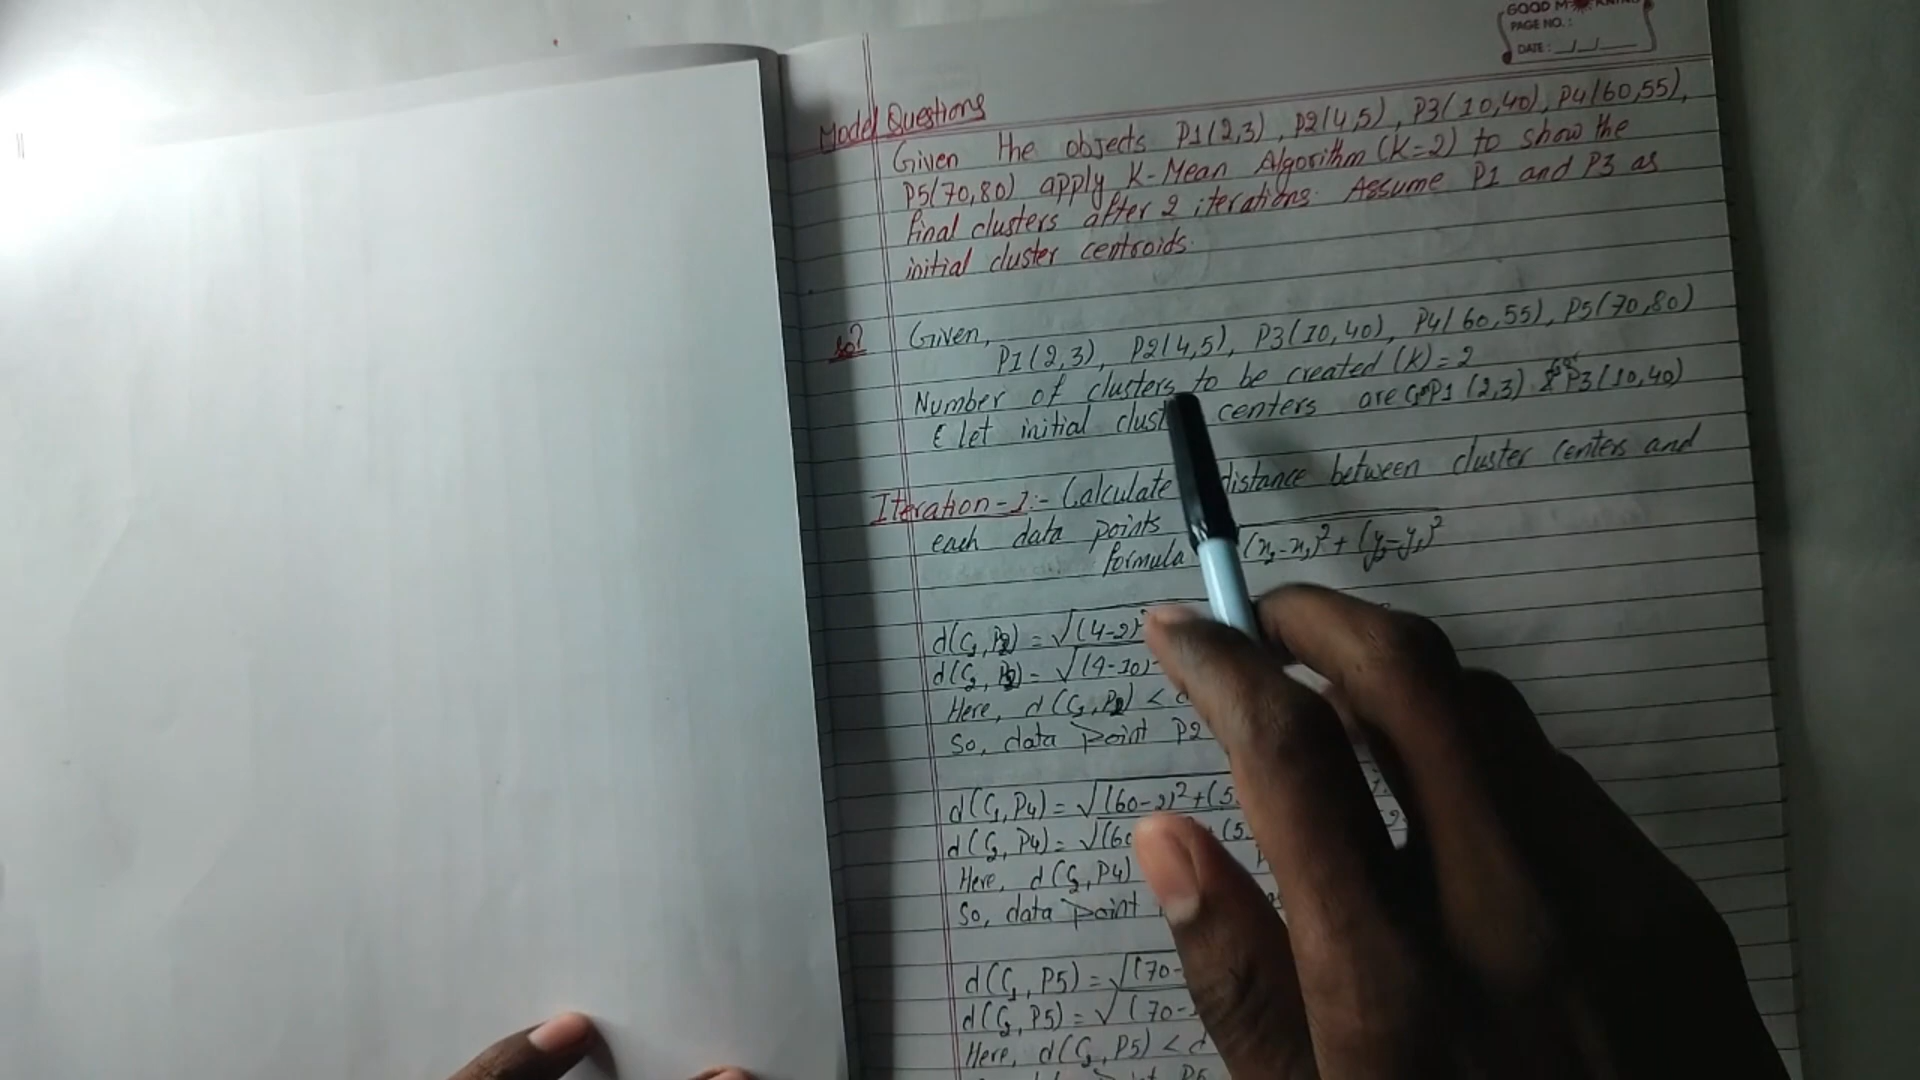 GOOD M RNING
PAGE NO. :
DATE :
Model Questions
Given the objects P1(2,3), P2(4,5), P3(10,40), P4(60,55),
P5(70,80) apply K-Mean Algorithm (K=2) to show the
final clusters after 2 iterations. Assume P1 and P3 as
initial cluster centroids.
Given,
P1(2,3), P2(4,5), P3(10,40), P4(60,55), P5(70,80)
Number of clusters to be created (k)=2
let initial clust centers are P1 (2,3) P3(10,40)
Iteration-1:- Calculate distance between cluster centers and
each data points
formula (x2-x1)²+(y2-y1)²
d(C1,P2) = √(4-2)²
d(C2,P2) = √(4-10)
Here, d(C1,P2) <
So, data point P2
d(C1,P4) = √(60-2)²+(5
d(C2,P4) = √(60 +(5
Here, d(C2,P4)
So, data point
d(C1,P5) = √(70-
d(C2,P5) = √(70-
Here, d(C2,P5) < d
P5